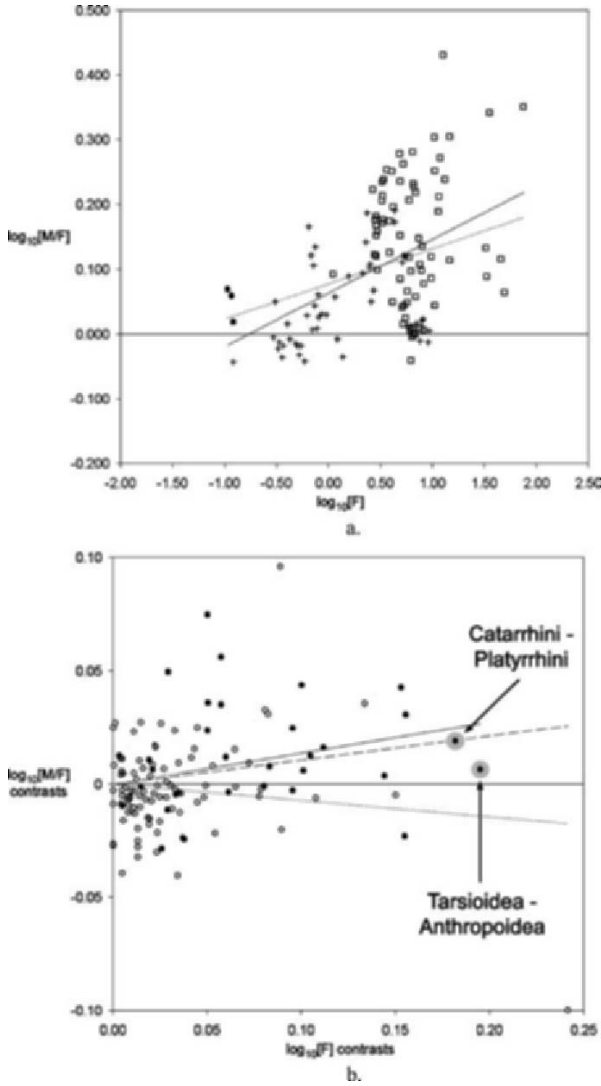 0.500
0.400
0.300
0.200
log10[M/F]
0.100
0.000
-0.100
-0.200
-2.00 -1.50 -1.00 -0.50 0.00 0.50 1.00 1.50 2.00 2.50
log10[F]
a.
0.10
Catarrhini -
Platyrrhini
0.05
log10[M/F]
contrasts
0
-0.05
Tarsioidea -
Anthropoidea
-0.10
0.00 0.05 0.10 0.15 0.20 0.25
log10[F] contrasts
b.